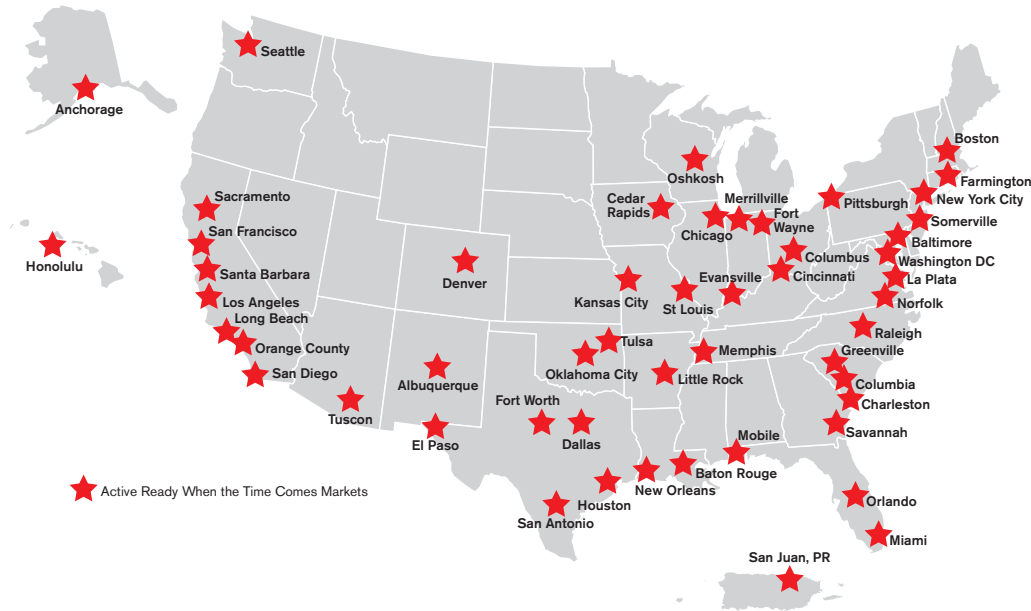 Seattle
Anchorage
Boston
Oshkosh
Farmington
Sacramento
Cedar
Rapids
Merrillville
Pittsburgh
New York City
Fort
Wayne
Somerville
San Francisco
Chicago
Baltimore
Honolulu
Columbus
Washington DC
Santa Barbara
Denver
Evansville
Cincinnati
La Plata
Kansas City
Los Angeles
St Louis
Norfolk
Long Beach
Raleigh
Orange County
Tulsa
Memphis
Greenville
San Diego
Albuquerque
Oklahoma City
Little Rock
Columbia
Fort Worth
Charleston
Tuscon
El Paso
Dallas
Mobile
Savannah
Baton Rouge
Active Ready When the Time Comes Markets
New Orleans
Houston
Orlando
San Antonio
Miami
San Juan, PR